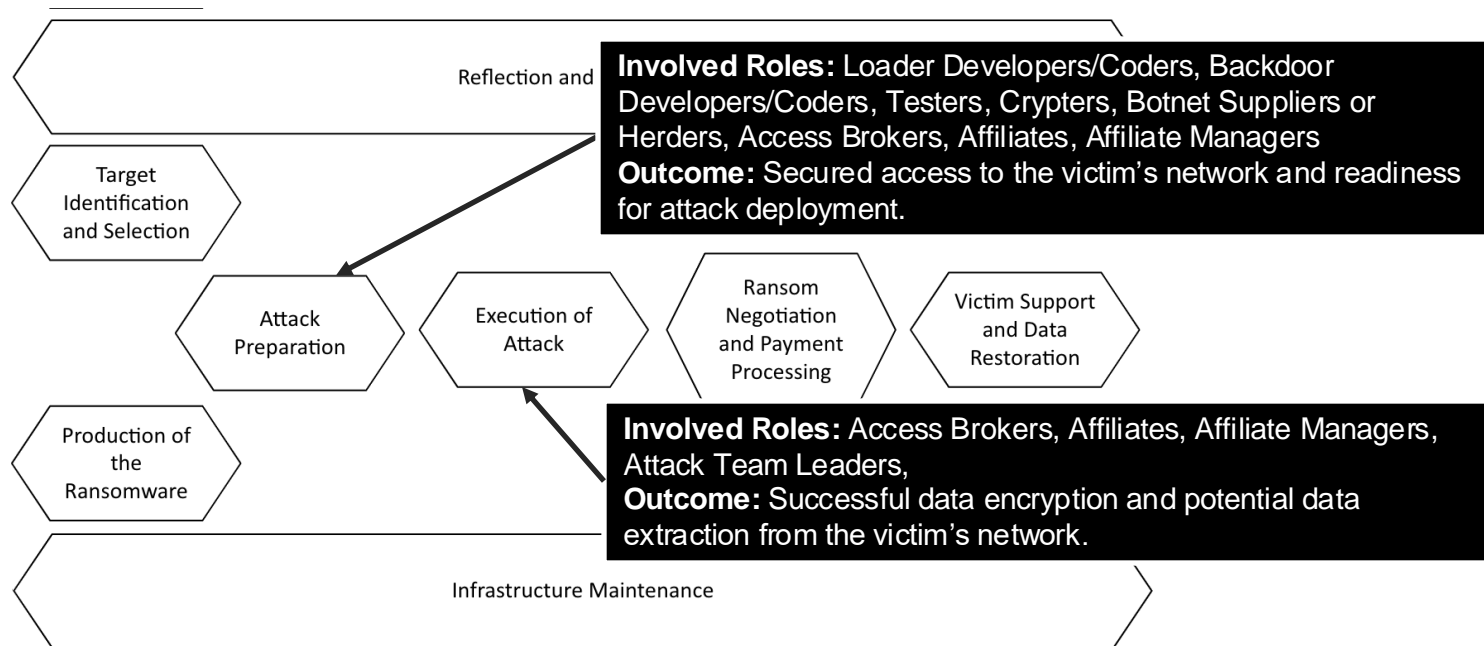 Reflection and
Involved Roles: Loader Developers/Coders, Backdoor
Developers/Coders, Testers, Crypters, Botnet Suppliers or
Herders, Access Brokers, Affiliates, Affiliate Managers
Outcome: Secured access to the victim's network and readiness
for attack deployment.
Target
Identification
and Selection
Attack
Preparation
Execution of
Attack
Ransom
Negotiation
and Payment
Processing
Victim Support
and Data
Restoration
Production of
the
Ransomware
Involved Roles: Access Brokers, Affiliates, Affiliate Managers,
Attack Team Leaders,
Outcome: Successful data encryption and potential data
extraction from the victim's network.
Infrastructure Maintenance